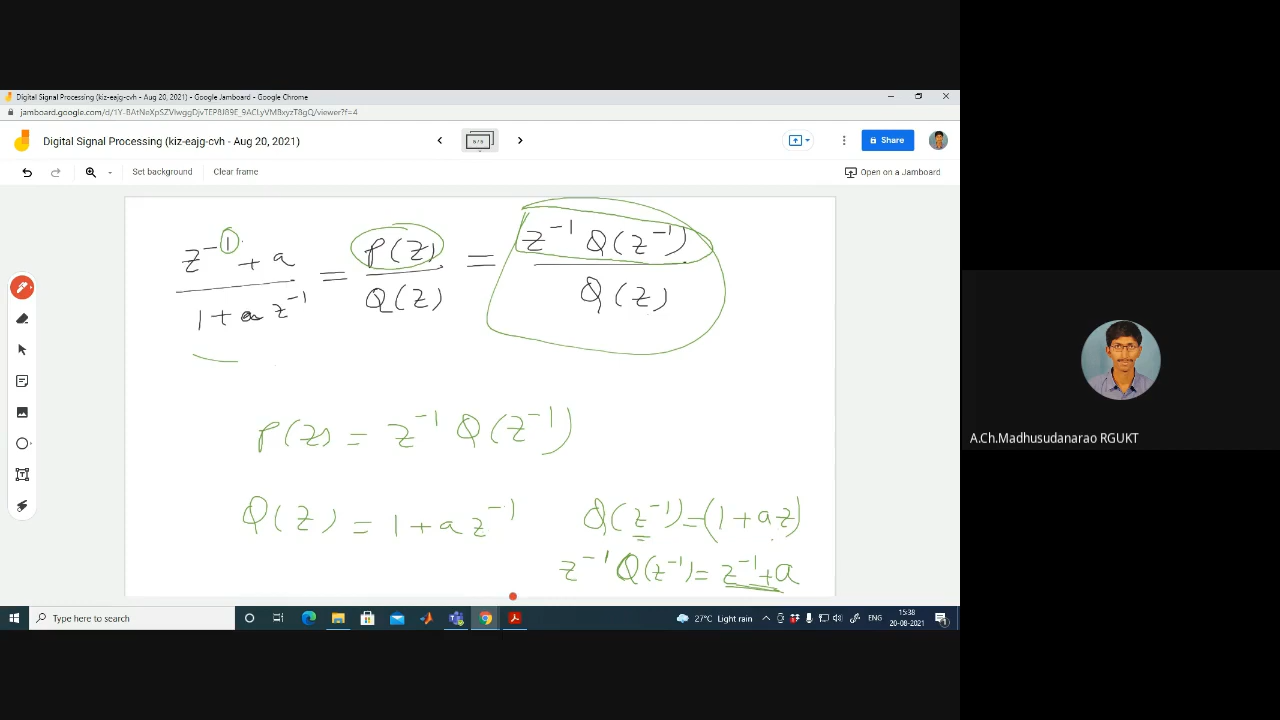 Digital Signal Processing (kiz-eajg-cvh - Aug 20, 2021) - Google Jamboard - Google Chrome
Digital Signal Processing (kiz-eajg-cvh - Aug 20, 2021)
Share
Set background
Clear frame
Open on a Jamboard
z⁻¹ + a / 1 + a z⁻¹ = P(z) / Q(z) = z⁻¹ Q(z⁻¹) / Q(z)
P(z) = z⁻¹ Q(z⁻¹)
Q(z) = 1 + a z⁻¹
Q(z⁻¹) = (1 + az)
z⁻¹ Q(z⁻¹) = z⁻¹ + a
A.Ch.Madhusudanarao RGUKT
Type here to search
27°C Light rain
ENG
15:38
20-08-2021